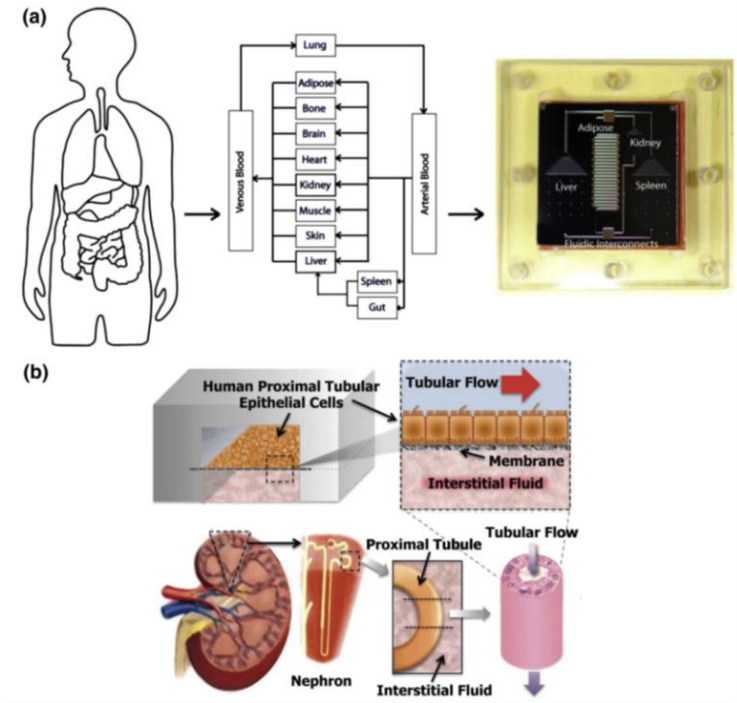 (a)
Lung
Adipose
Bone
Brain
Heart
Kidney
Muscle
Skin
Liver
Spleen
Gut
Venous Blood
Arterial Blood
Adipose
Kidney
Liver
Spleen
Fluidic Interconnects
(b)
Human Proximal Tubular
Epithelial Cells
Tubular Flow
Membrane
Interstitial Fluid
Proximal Tubule
Tubular Flow
Nephron
Interstitial Fluid